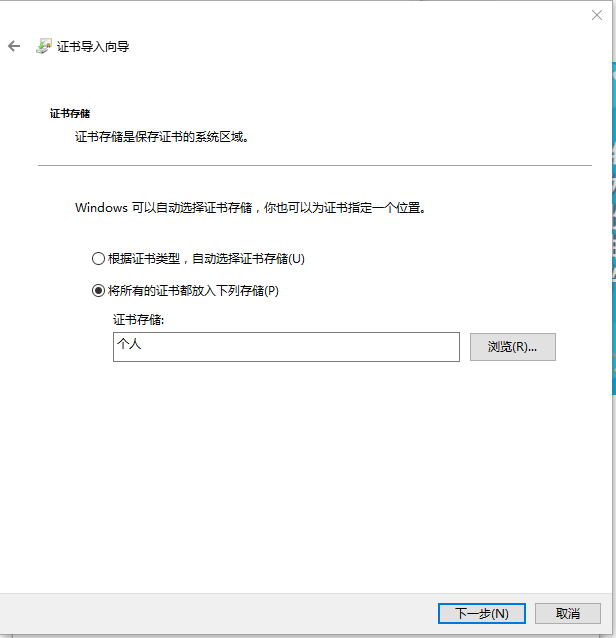 证书导入向导
证书存储
证书存储是保存证书的系统区域。
Windows 可以自动选择证书存储，你也可以为证书指定一个位置。
根据证书类型，自动选择证书存储(U)
将所有的证书都放入下列存储(P)
证书存储:
个人
浏览(R)...
下一步(N)
取消